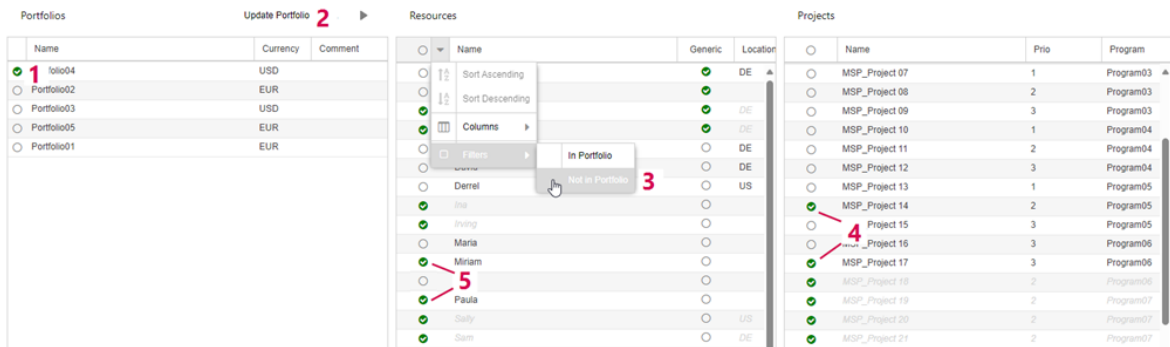 Portfolios
Update Portfolio 2
Name Currency Comment
1 folio04 USD
Portfolio02 EUR
Portfolio03 USD
Portfolio05 EUR
Portfolio01 EUR
Resources
Name Generic Location
Sort Ascending DE
Sort Descending
DE
Columns DE
Filters DE
In Portfolio
DE
Not in Portfolio 3
Derrel US
Ina
Irving
Maria
Miriam
5
Paula
Sally US
Sam DE
Projects
Name Prio Program
MSP_Project 07 1 Program03
MSP_Project 08 2 Program03
MSP_Project 09 3 Program03
MSP_Project 10 1 Program04
MSP_Project 11 2 Program04
MSP_Project 12 3 Program04
MSP_Project 13 1 Program05
MSP_Project 14 2 Program05
4 Project 15 3 Program05
Project 16 3 Program06
MSP_Project 17 3 Program06
MSP_Project 18 2 Program06
MSP_Project 19 2 Program07
MSP_Project 20 2 Program07
MSP_Project 21 2 Program07